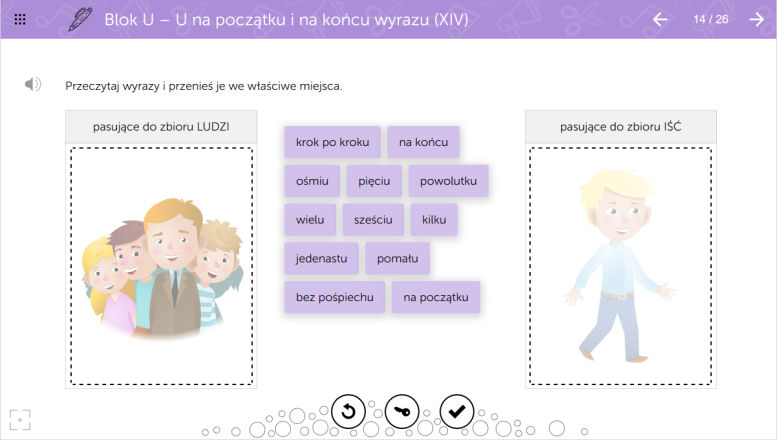 Blok U – U na początku i na końcu wyrazu (XIV)
14 / 26
Przeczytaj wyrazy i przenieś je we właściwe miejsca.
pasujące do zbioru LUDZI
krok po kroku
na końcu
ośmiu
pięciu
powolutku
wielu
sześciu
kilku
jedenastu
pomału
bez pośpiechu
na początku
pasujące do zbioru IŚĆ